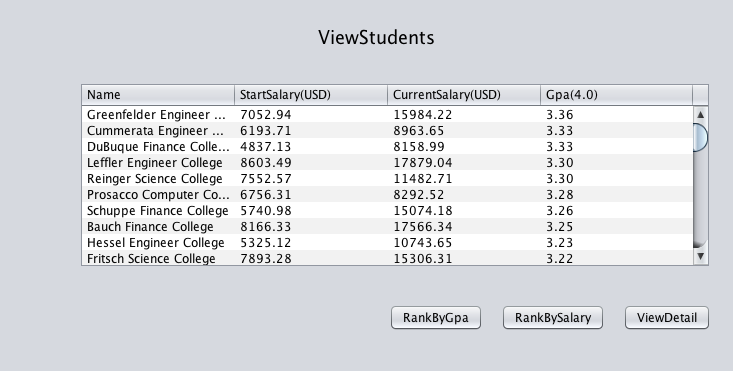 ViewStudents
Name StartSalary(USD) CurrentSalary(USD) Gpa(4.0)
Greenfelder Engineer ... 7052.94 15984.22 3.36
Cummerata Engineer ... 6193.71 8963.65 3.33
DuBuque Finance Colle... 4837.13 8158.99 3.33
Leffler Engineer College 8603.49 17879.04 3.30
Reinger Science College 7552.57 11482.71 3.30
Prosacco Computer Co... 6756.31 8292.52 3.28
Schuppe Finance College 5740.98 15074.18 3.26
Bauch Finance College 8166.33 17566.34 3.25
Hessel Engineer College 5325.12 10743.65 3.23
Fritsch Science College 7893.28 15306.31 3.22
RankByGpa RankBySalary ViewDetail